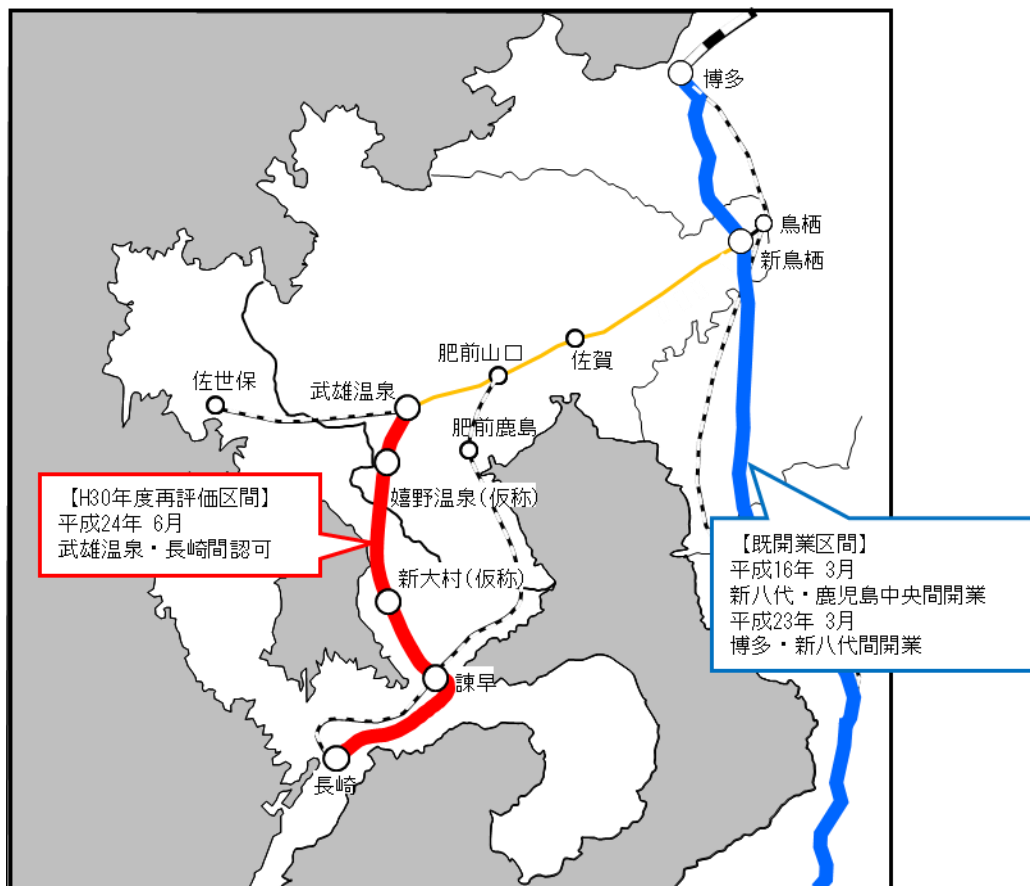 博多
鳥栖
新鳥栖
佐賀
肥前山口
佐世保
武雄温泉
肥前鹿島
【H30年度再評価区間】
平成24年 6月
武雄温泉・長崎間認可
嬉野温泉(仮称)
【既開業区間】
平成16年 3月
新八代・鹿児島中央間開業
平成23年 3月
博多・新八代間開業
新大村(仮称)
諫早
長崎